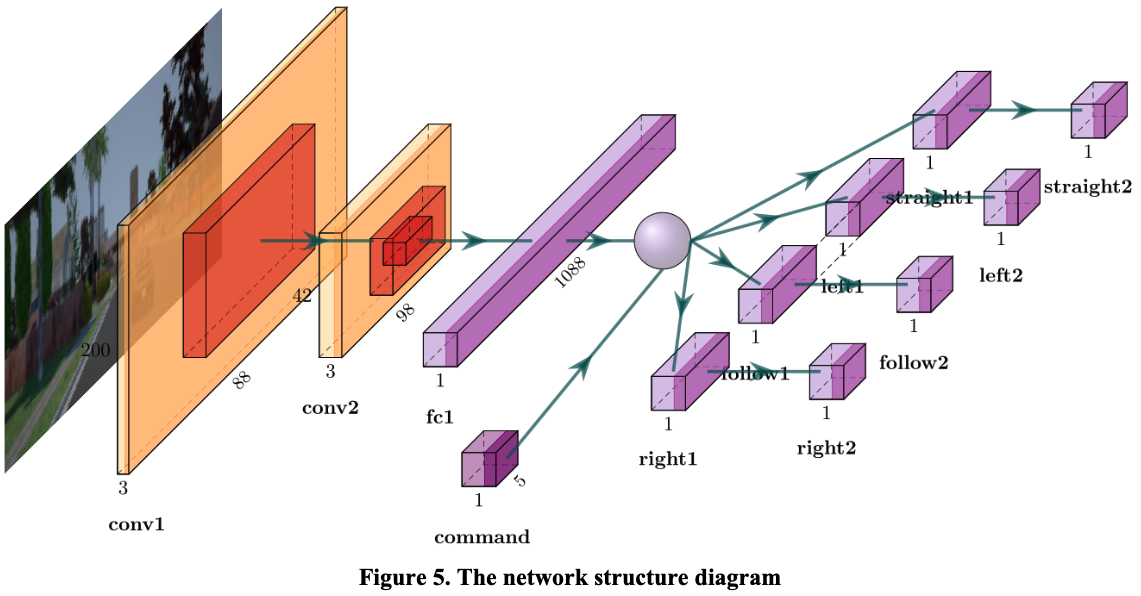 200
88
3
conv1
42
98
3
conv2
1088
1
fc1
5
1
command
1
straight1
1
straight2
1
left1
1
left2
1
follow1
1
follow2
1
right1
1
right2
Figure 5. The network structure diagram